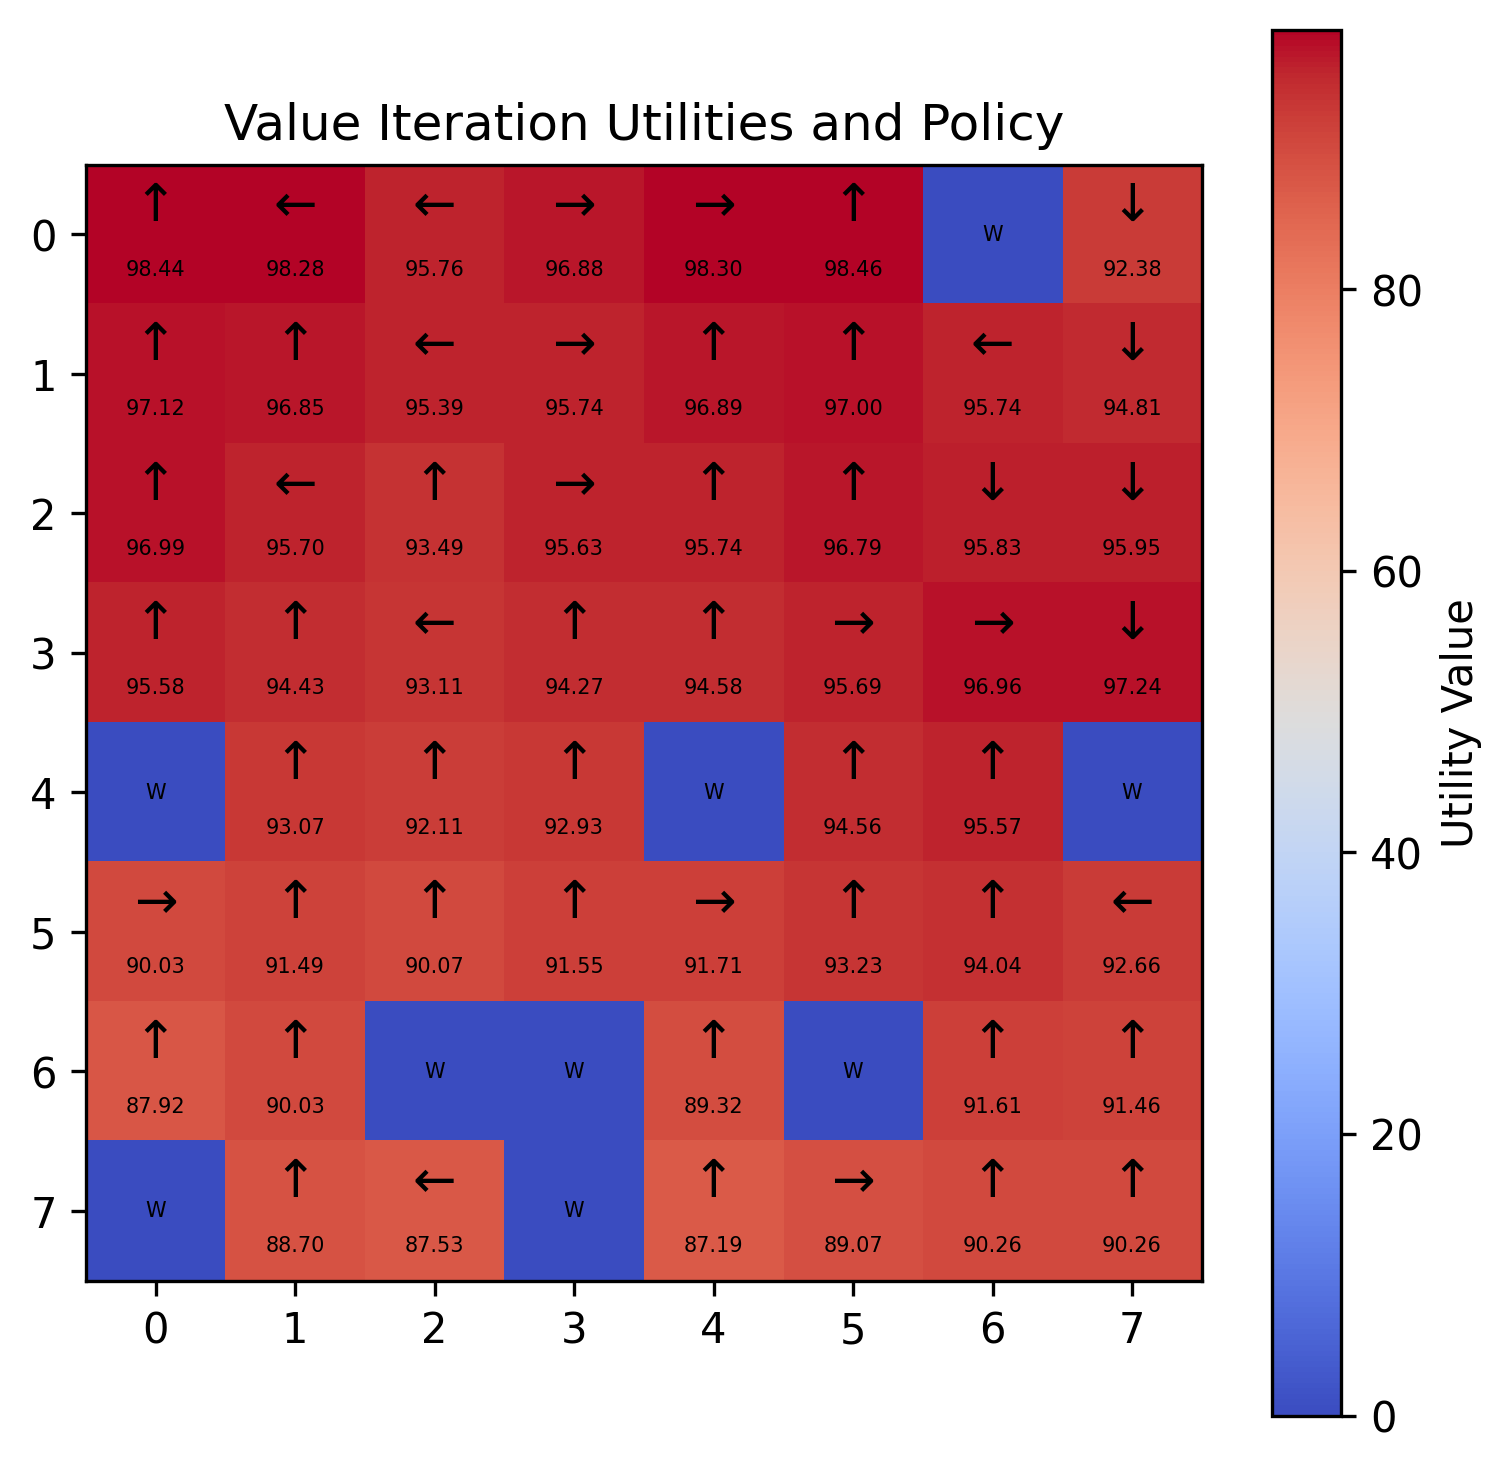 Value Iteration Utilities and Policy
0
↑ ← ← → → ↑ W ↓
98.44 98.28 95.76 96.88 98.30 98.46 92.38
1
↑ ↑ ← → ↑ ↑ ← ↓
97.12 96.85 95.39 95.74 96.89 97.00 95.74 94.81
2
↑ ← ↑ → ↑ ↑ ↓ ↓
96.99 95.70 93.49 95.63 95.74 96.79 95.83 95.95
3
↑ ↑ ← ↑ ↑ → → ↓
95.58 94.43 93.11 94.27 94.58 95.69 96.96 97.24
4
W ↑ ↑ ↑ W ↑ ↑ W
93.07 92.11 92.93 94.56 95.57
5
→ ↑ ↑ ↑ → ↑ ↑ ←
90.03 91.49 90.07 91.55 91.71 93.23 94.04 92.66
6
↑ ↑ W W ↑ W ↑ ↑
87.92 90.03 89.32 91.61 91.46
7
W ↑ ← W ↑ → ↑ ↑
88.70 87.53 87.19 89.07 90.26 90.26
0 1 2 3 4 5 6 7
80
60
40
20
0
Utility Value